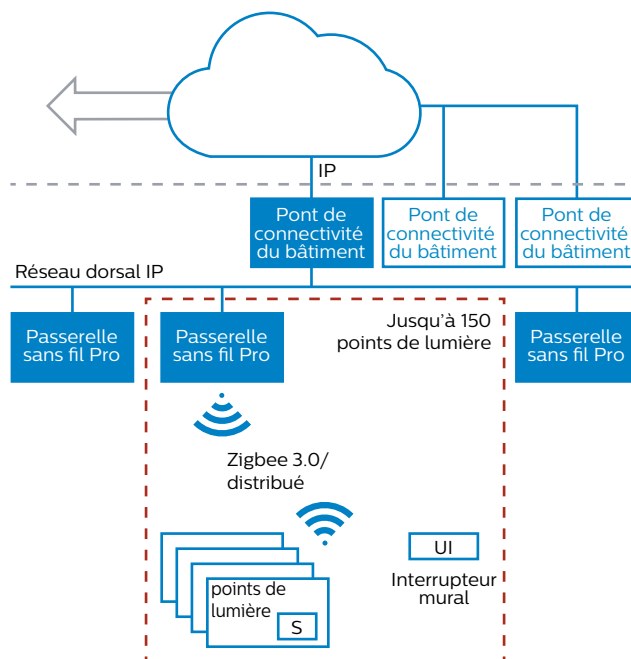 IP
Pont de
connectivité
du bâtiment
Pont de
connectivité
du bâtiment
Pont de
connectivité
du bâtiment
Réseau dorsal IP
Passerelle
sans fil Pro
Passerelle
sans fil Pro
Jusqu'à 150
points de lumière
Passerelle
sans fil Pro
Zigbee 3.0/
distribué
points de
lumière
S
UI
Interrupteur
mural